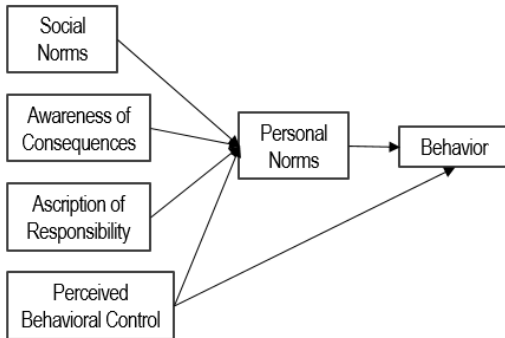 Social
Norms
Awareness of
Consequences
Personal
Norms
Behavior
Ascription of
Responsibility
Perceived
Behavioral Control